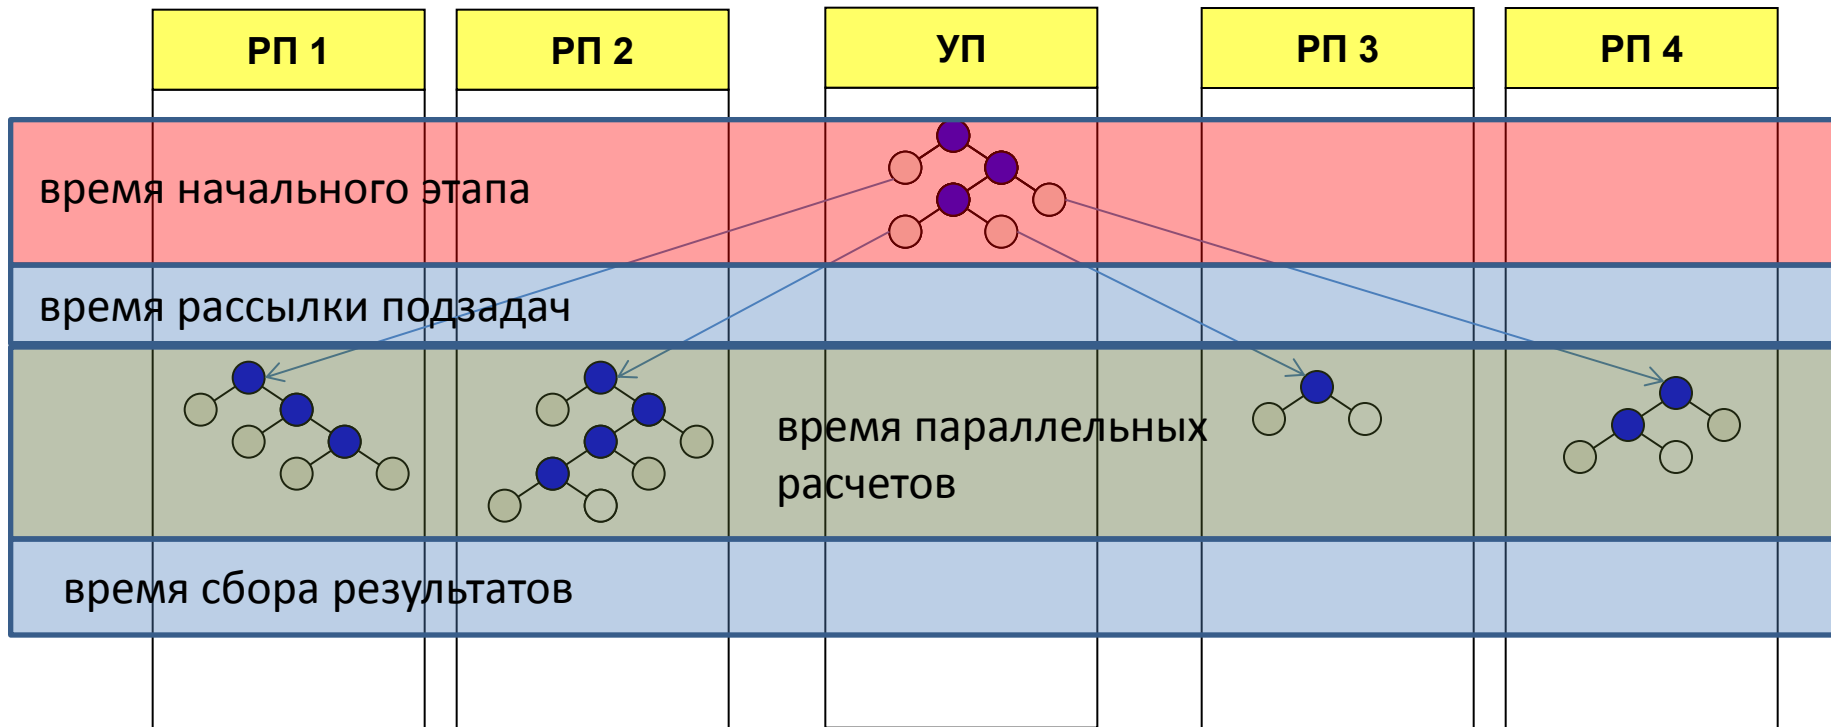 РП 1
РП 2
УП
РП 3
РП 4
время начального этапа
время рассылки подзадач
время параллельных
расчетов
время сбора результатов